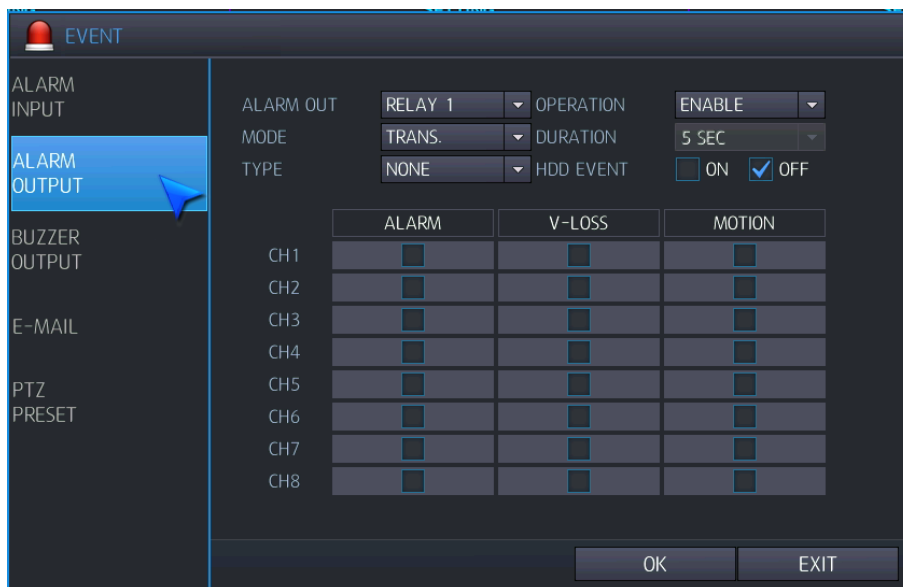 EVENT
ALARM
INPUT
ALARM
OUTPUT
BUZZER
OUTPUT
E-MAIL
PTZ
PRESET
ALARM OUT RELAY 1 OPERATION ENABLE
MODE TRANS. DURATION 5 SEC
TYPE NONE HDD EVENT ON OFF
ALARM V-LOSS MOTION
CH1
CH2
CH3
CH4
CH5
CH6
CH7
CH8
OK EXIT